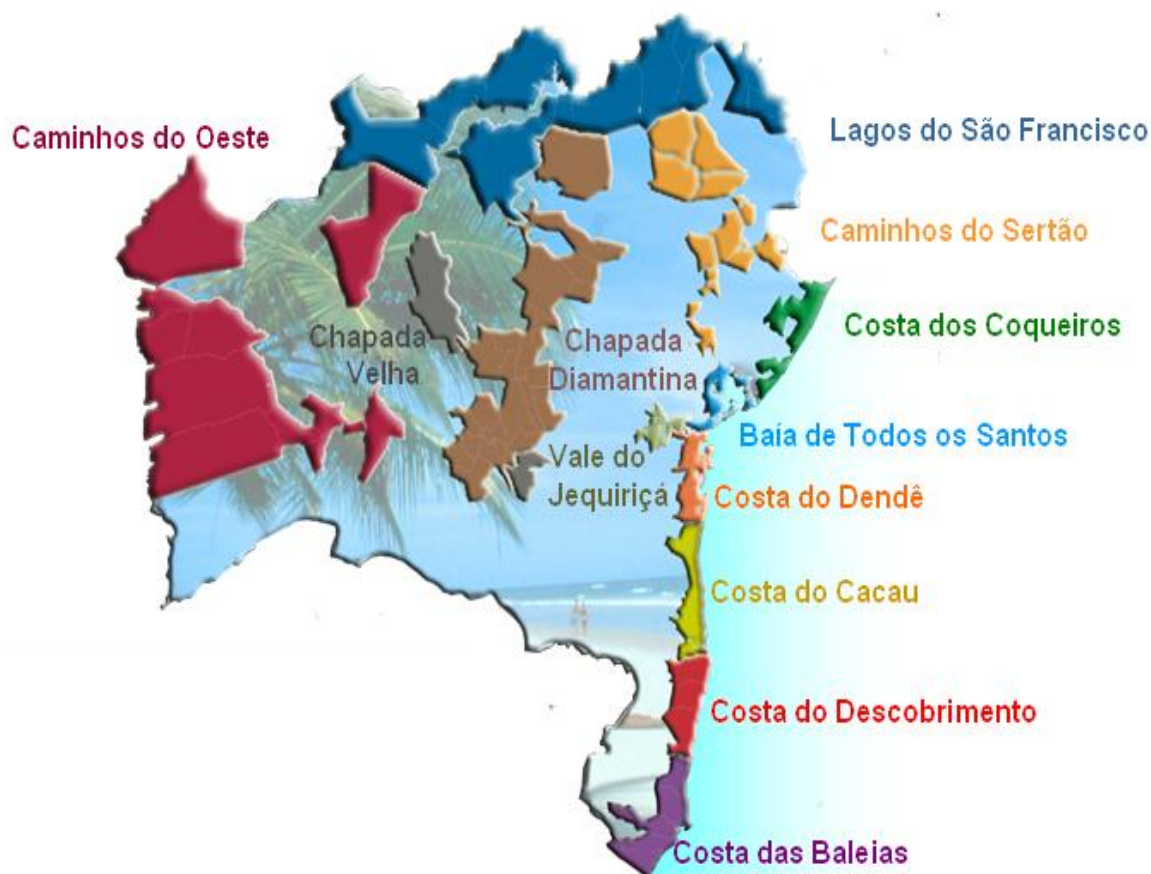 Caminhos do Oeste
Lagos do São Francisco
Caminhos do Sertão
Costa dos Coqueiros
Chapada
Velha
Chapada
Diamantina
Baía de Todos os Santos
Vale do
Jequiriçá
Costa do Dendê
Costa do Cacau
Costa do Descobrimento
Costa das Baleias